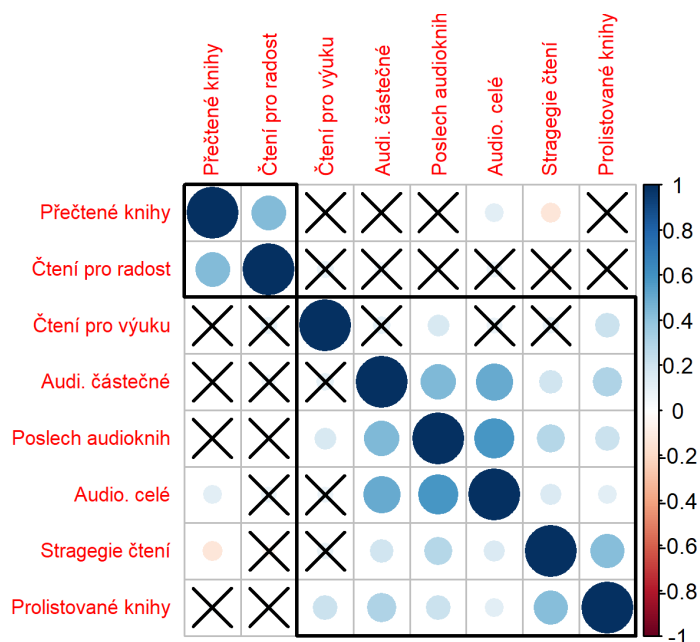 Přečtené knihy
Čtení pro radost
Čtení pro výuku
Audi. částečné
Poslech audioknih
Audio. celé
Stragegie čtení
Prolistované knihy
Přečtené knihy
Čtení pro radost
Čtení pro výuku
Audi. částečné
Poslech audioknih
Audio. celé
Stragegie čtení
Prolistované knihy
1
0.8
0.6
0.4
0.2
0
-0.2
-0.4
-0.6
-0.8
-1